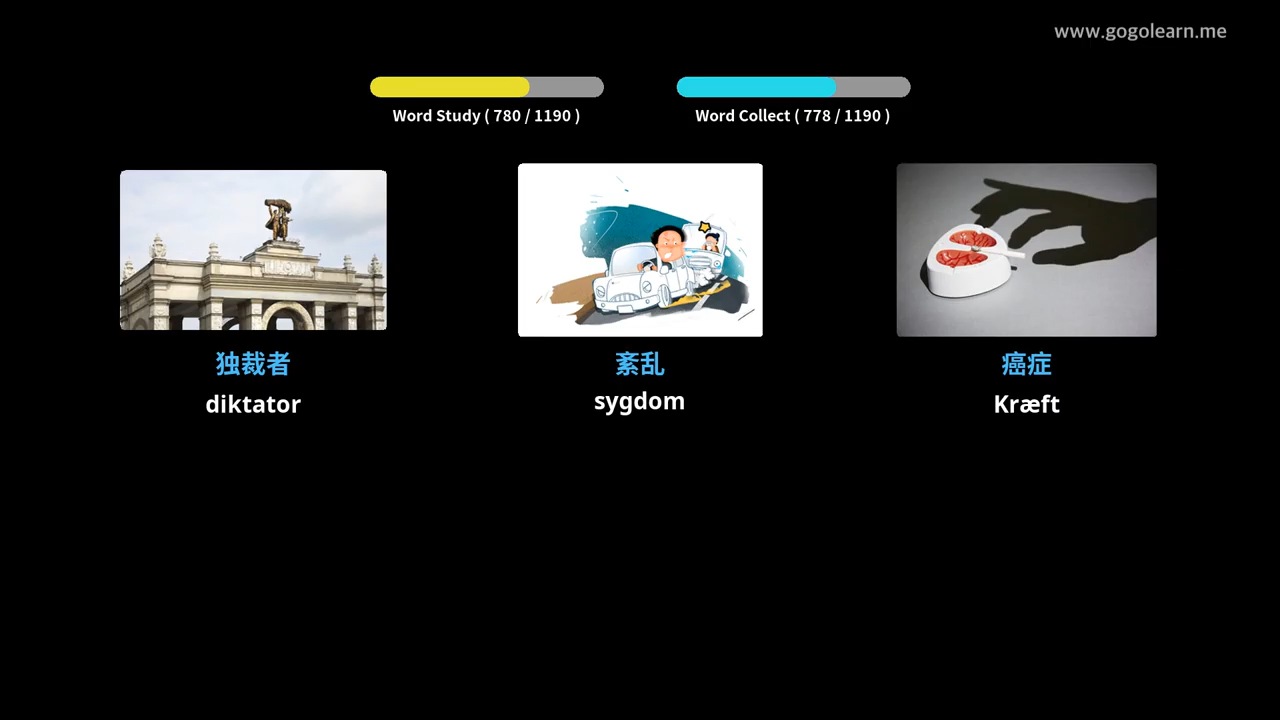 www.gogolearn.me
Word Study ( 780 / 1190 )
Word Collect ( 778 / 1190 )
独裁者
紊乱
癌症
diktator
sygdom
Kræft